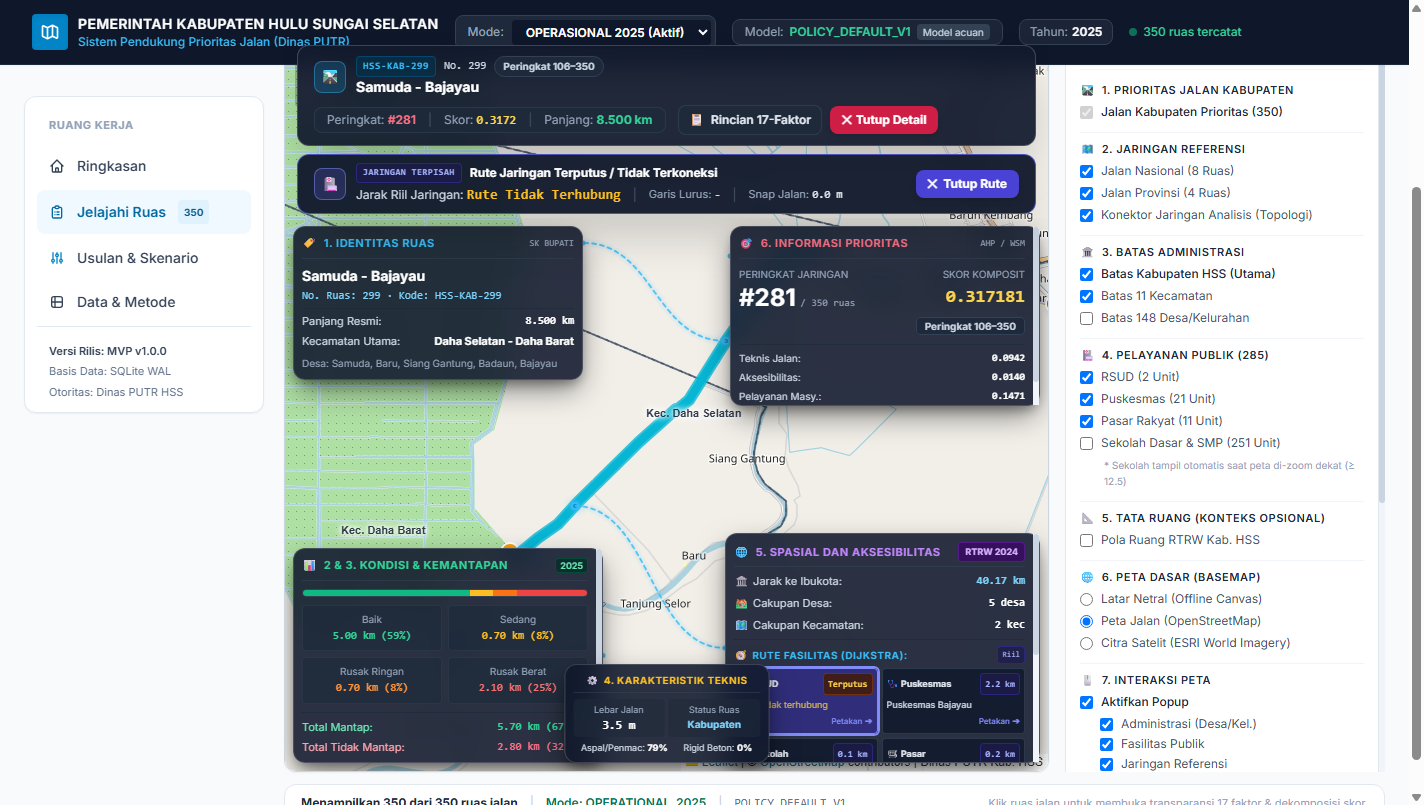 PEMERINTAH KABUPATEN HULU SUNGAI SELATAN
Sistem Pendukung Prioritas Jalan (Dinas PUTR)
Mode: OPERASIONAL 2025 (Aktif)
Model: POLICY_DEFAULT_V1 Model acuan
Tahun: 2025
350 ruas tercatat
RUANG KERJA
Ringkasan
Jelajahi Ruas 350
Usulan & Skenario
Data & Metode
Versi Rilis: MVP v1.0.0
Basis Data: SQLite WAL
Otoritas: Dinas PUTR HSS
HSS-KAB-299 No. 299 Peringkat 106–350
Samuda - Bajayau
Peringkat: #281 Skor: 0.3172 Panjang: 8.500 km
Rincian 17-Faktor
Tutup Detail
JARINGAN TERPISAH Rute Jaringan Terputus / Tidak Terkoneksi
Jarak Riil Jaringan: Rute Tidak Terhubung Garis Lurus: - Snap Jalan: 0.0 m
Tutup Rute
Barun Kembang
1. IDENTITAS RUAS SK BUPATI
Samuda - Bajayau
No. Ruas: 299 · Kode: HSS-KAB-299
Panjang Resmi: 8.500 km
Kecamatan Utama: Daha Selatan - Daha Barat
Desa: Samuda, Baru, Siang Gantung, Badaun, Bajayau
6. INFORMASI PRIORITAS AHP / WSM
PERINGKAT JARINGAN SKOR KOMPOSIT
#281 / 350 ruas 0.317181
Peringkat 106–350
Teknis Jalan: 0.0942
Aksesibilitas: 0.0140
Pelayanan Masy.: 0.1471
Kec. Daha Selatan
Siang Gantung
Kec. Daha Barat
Baru
Tanjung Selor
2 & 3. KONDISI & KEMANTAPAN 2025
Baik Sedang
5.00 km (59%) 0.70 km (8%)
Rusak Ringan Rusak Berat
0.70 km (8%) 2.10 km (25%)
Total Mantap: 5.70 km (67
Total Tidak Mantap: 2.80 km (32
4. KARAKTERISTIK TEKNIS
Lebar Jalan Status Ruas
3.5 m Kabupaten
Aspal/Penmac: 79% Rigid Beton: 0%
5. SPASIAL DAN AKSESIBILITAS RTRW 2024
Jarak ke Ibukota: 40.17 km
Cakupan Desa: 5 desa
Cakupan Kecamatan: 2 kec
RUTE FASILITAS (DIJKSTRA): Riil
Terputus Puskesmas 2.2 km
terhubung Puskesmas Bajayau
Petakan → Petakan →
0.1 km Pasar 0.2 km
OpenStreetMap contributors | Dinas PUTR Kab. HSS
1. PRIORITAS JALAN KABUPATEN
Jalan Kabupaten Prioritas (350)
2. JARINGAN REFERENSI
Jalan Nasional (8 Ruas)
Jalan Provinsi (4 Ruas)
Konektor Jaringan Analisis (Topologi)
3. BATAS ADMINISTRASI
Batas Kabupaten HSS (Utama)
Batas 11 Kecamatan
Batas 148 Desa/Kelurahan
4. PELAYANAN PUBLIK (285)
RSUD (2 Unit)
Puskesmas (21 Unit)
Pasar Rakyat (11 Unit)
Sekolah Dasar & SMP (251 Unit)
* Sekolah tampil otomatis saat peta di-zoom dekat (≥
12.5)
5. TATA RUANG (KONTEKS OPSIONAL)
Pola Ruang RTRW Kab. HSS
6. PETA DASAR (BASEMAP)
Latar Netral (Offline Canvas)
Peta Jalan (OpenStreetMap)
Citra Satelit (ESRI World Imagery)
7. INTERAKSI PETA
Aktifkan Popup
Administrasi (Desa/Kel.)
Fasilitas Publik
Jaringan Referensi
Menampilkan 350 dari 350 ruas jalan Mode: OPERATIONAL_2025 POLICY_DEFAULT_V1 Klik ruas jalan untuk membuka transparansi 17 faktor & dekomposisi skor